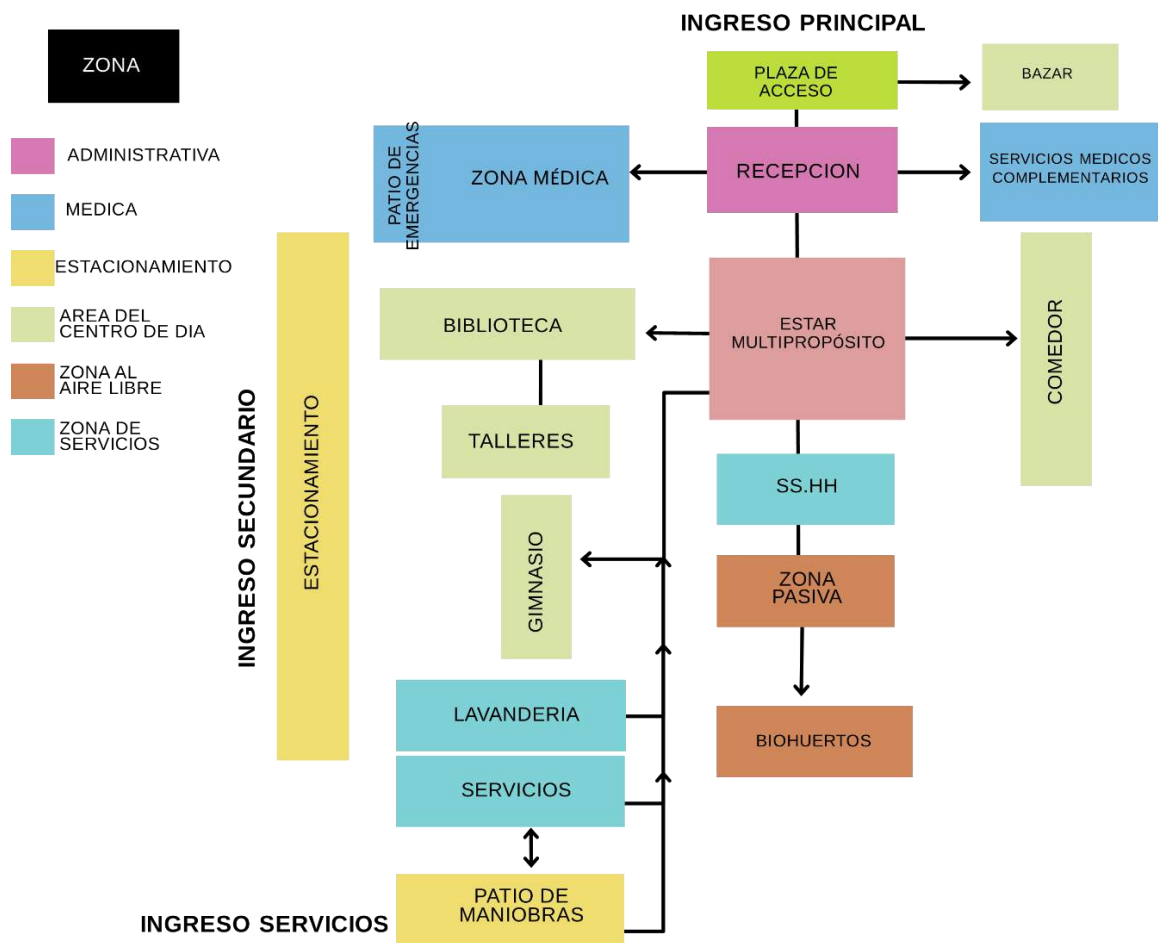 ZONA
ADMINISTRATIVA
MEDICA
ESTACIONAMIENTO
AREA DEL
CENTRO DE DIA
ZONA AL
AIRE LIBRE
ZONA DE
SERVICIOS
INGRESO PRINCIPAL
PLAZA DE
ACCESO
BAZAR
PATIO DE
EMERGENCIAS
ZONA MÉDICA
RECEPCION
SERVICIOS MEDICOS
COMPLEMENTARIOS
INGRESO SECUNDARIO
ESTACIONAMIENTO
BIBLIOTECA
ESTAR
MULTIPROPÓSITO
COMEDOR
TALLERES
SS.HH
GIMNASIO
ZONA
PASIVA
LAVANDERIA
BIOHUERTOS
SERVICIOS
PATIO DE
MANIOBRAS
INGRESO SERVICIOS